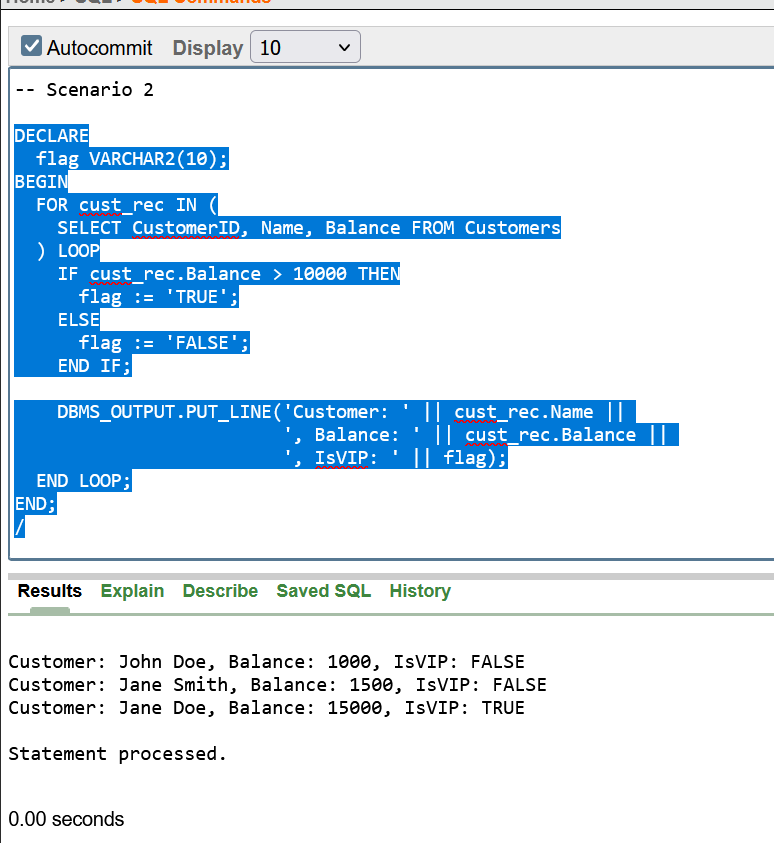 Home > SQL > SQL Commands
Autocommit Display 10
-- Scenario 2
DECLARE
  flag VARCHAR2(10);
BEGIN
  FOR cust_rec IN (
    SELECT CustomerID, Name, Balance FROM Customers
  ) LOOP
    IF cust_rec.Balance > 10000 THEN
      flag := 'TRUE';
    ELSE
      flag := 'FALSE';
    END IF;
    DBMS_OUTPUT.PUT_LINE('Customer: ' || cust_rec.Name ||
                         ', Balance: ' || cust_rec.Balance ||
                         ', IsVIP: ' || flag);
  END LOOP;
END;
/
Results Explain Describe Saved SQL History
Customer: John Doe, Balance: 1000, IsVIP: FALSE
Customer: Jane Smith, Balance: 1500, IsVIP: FALSE
Customer: Jane Doe, Balance: 15000, IsVIP: TRUE
Statement processed.
0.00 seconds